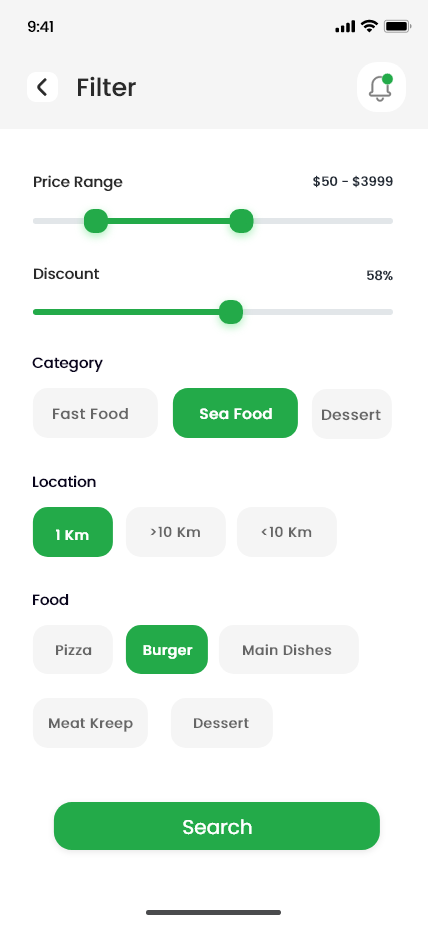 9:41
Filter
Price Range $50 - $3999
Discount 58%
Category
Fast Food Sea Food Dessert
Location
1 Km >10 Km <10 Km
Food
Pizza Burger Main Dishes
Meat Kreep Dessert
Search